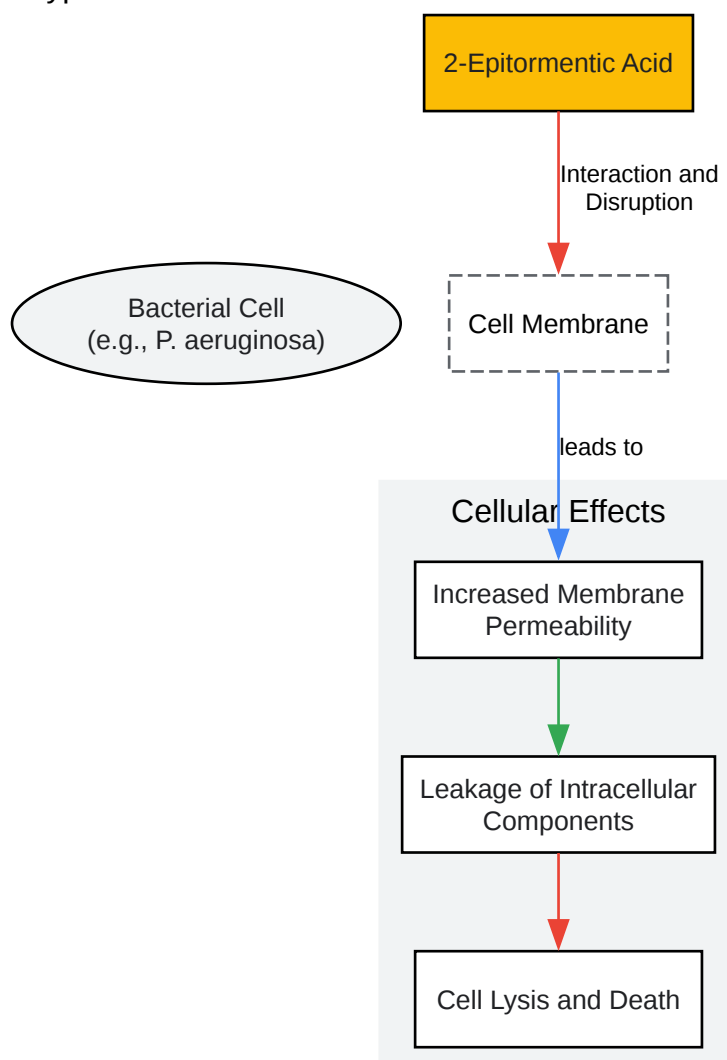 2-Epitormentic Acid
Interaction and
Disruption
Bacterial Cell
(e.g., P. aeruginosa)
Cell Membrane
leads to
Cellular Effects
Increased Membrane
Permeability
Leakage of Intracellular
Components
Cell Lysis and Death